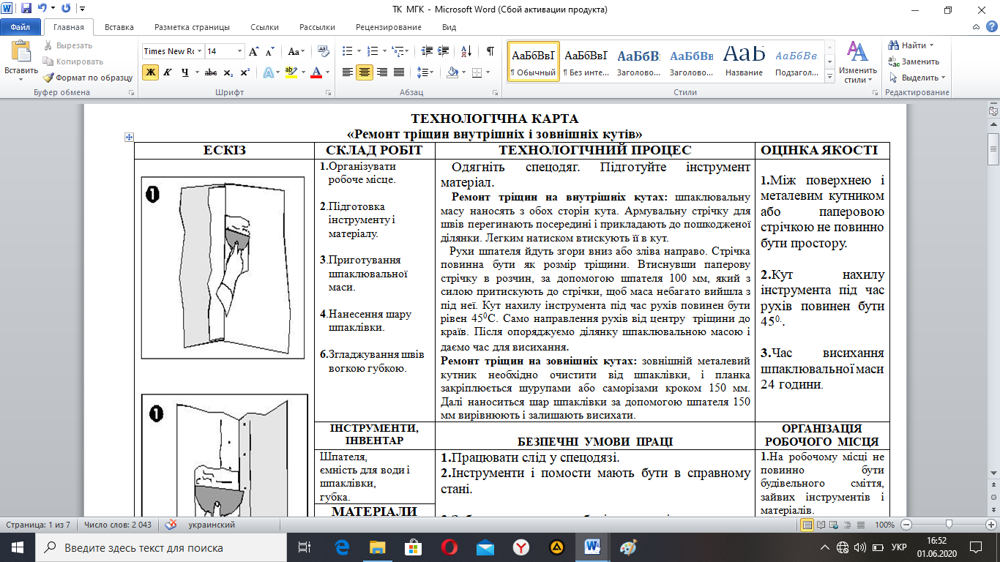 ТК МГК - Microsoft Word (Сбой активации продукта)
Файл Главная Вставка Разметка страницы Ссылки Рассылки Рецензирование Вид
Вставить
Вырезать
Копировать
Формат по образцу
Буфер обмена
Times New Rc 14
Ж К Ч abc x₂ x²
Шрифт
Абзац
АаБбВвГ АаБбВвГ АаБбВ АаБбВв АаБ АаБбВв
¶ Обычный ¶ Без инте... Заголово... Заголово... Название Подзагол...
Стили
Изменить стили
Найти
Заменить
Выделить
Редактирование
ТЕХНОЛОГІЧНА КАРТА
«Ремонт тріщин внутрішніх і зовнішніх кутів»
ЕСКІЗ
1
1
СКЛАД РОБІТ
1.Організувати
робоче місце.
2.Підготовка
інструменту і
матеріалу.
3.Приготування
шпаклювальної
маси.
4.Нанесення шару
шпаклівки.
6.Згладжування швів
вогкою губкою.
ТЕХНОЛОГІЧНИЙ ПРОЦЕС
Одягніть спецодяг. Підготуйте інструмент
матеріал.
Ремонт тріщин на внутрішніх кутах: шпаклювальну
масу наносять з обох сторін кута. Армувальну стрічку для
швів перегинають посередині і прикладають до пошкодженої
ділянки. Легким натиском втискують її в кут.
Рухи шпателя йдуть згори вниз або зліва направо. Стрічка
повинна бути як розмір тріщини. Втиснувши паперову
стрічку в розчин, за допомогою шпателя 100 мм, який з
силою притискують до стрічки, щоб маса небагато вийшла з
під неї. Кут нахилу інструмента під час рухів повинен бути
рівен 45⁰С. Само направлення рухів від центру тріщини до
країв. Після опоряджуємо ділянку шпаклювальною масою і
даємо час для висихання.
Ремонт тріщин на зовнішніх кутах: зовнішній металевий
кутник необхідно очистити від шпаклівки, і планка
закріплюється шурупами або саморізами кроком 150 мм.
Далі наноситься шар шпаклівки за допомогою шпателя 150
мм вирівнюють і залишають висихати.
ОЦІНКА ЯКОСТІ
1.Між поверхнею і
металевим кутником
або паперовою
стрічкою не повинно
бути простору.
2.Кут нахилу
інструмента під час
рухів повинен бути
45⁰.
3.Час висихання
шпаклювальної маси
24 години.
ІНСТРУМЕНТИ,
ІНВЕНТАР
Шпателя,
ємність для води і
шпаклівки,
губка.
МАТЕРІАЛИ
БЕЗПЕЧНІ УМОВИ ПРАЦІ
1.Працювати слід у спецодязі.
2.Інструменти і помости мають бути в справному
стані.
ОРГАНІЗАЦІЯ
РОБОЧОГО МІСЦЯ
1.На робочому місці не
повинно бути
будівельного сміття,
зайвих інструментів і
матеріалів.
Страница: 1 из 7 Число слов: 2 043 украинский 100%
Введите здесь текст для поиска
УКР
16:52
01.06.2020